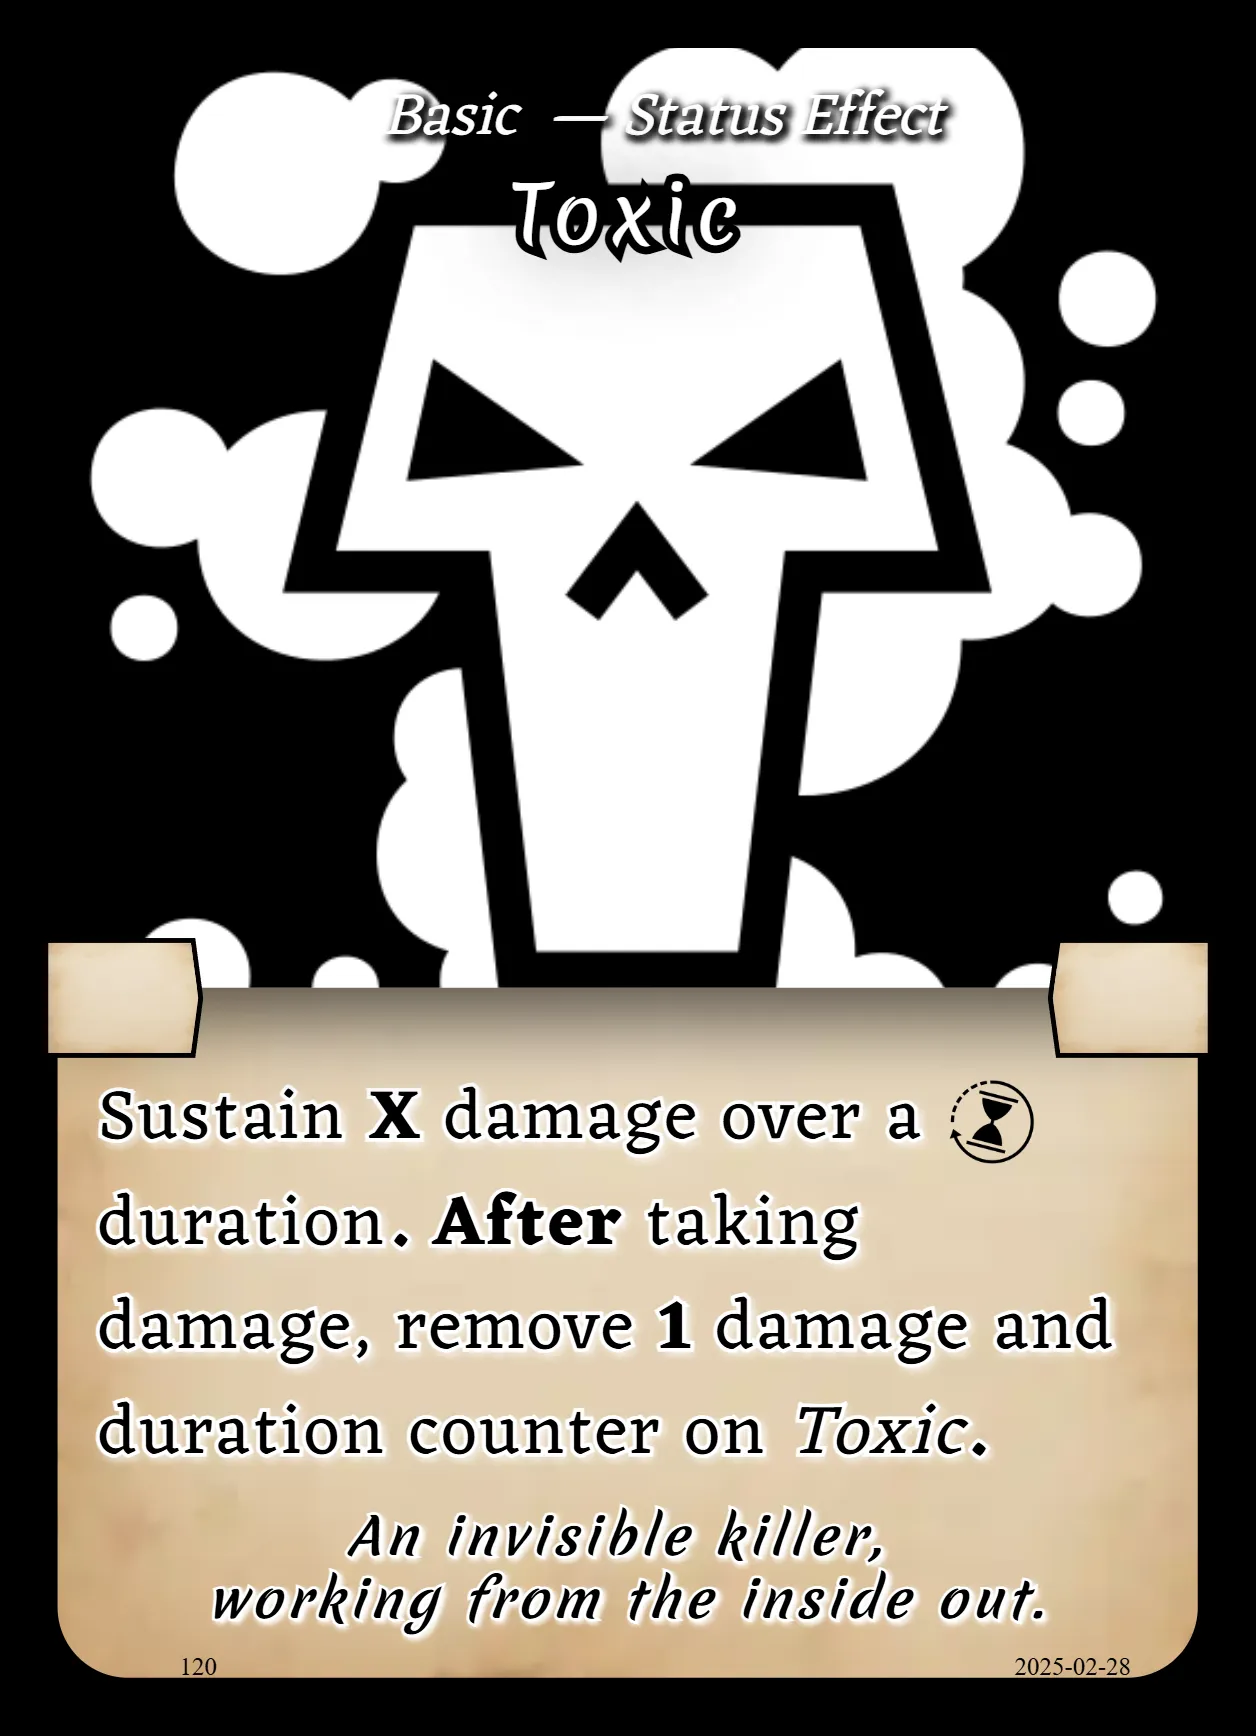 Basic — Status Effect
Toxic
Sustain X damage over a
duration. After taking
damage, remove 1 damage and
duration counter on Toxic.
An invisible killer,
working from the inside out.
120
2025-02-28